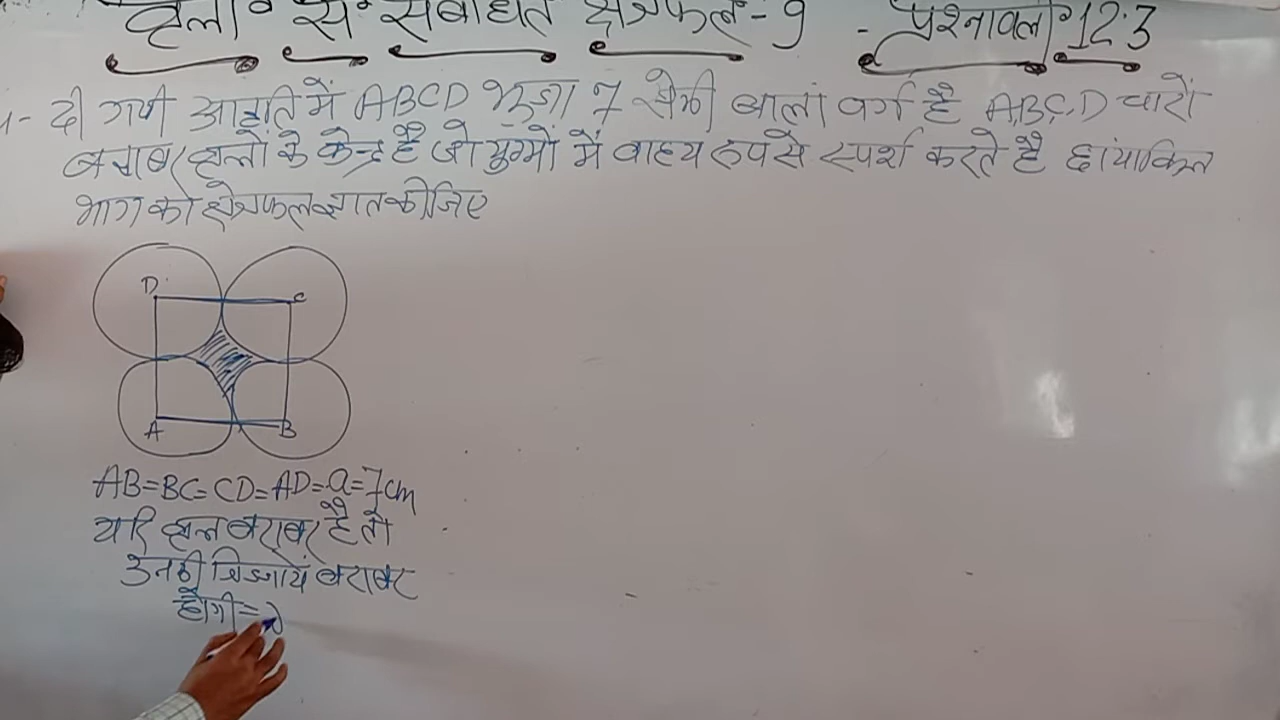 वृत्तों से संबंधित क्षेत्रफल - 9 - प्रश्नावली 12.3
दी गयी आकृति में ABCD भुजा 7 सेमी वाला वर्ग है A,B,C,D चारों
बराबर वृत्तों के केन्द्र है जो युग्मों में वाह्य रुप से स्पर्श करते है छांयाकित
भाग को क्षेत्रफल ज्ञात कीजिए
D C
A B
AB=BC=CD=AD=a=7cm
यदि वृत्त बराबर है तो
उनकी त्रिज्यायें बराबर
होगी=